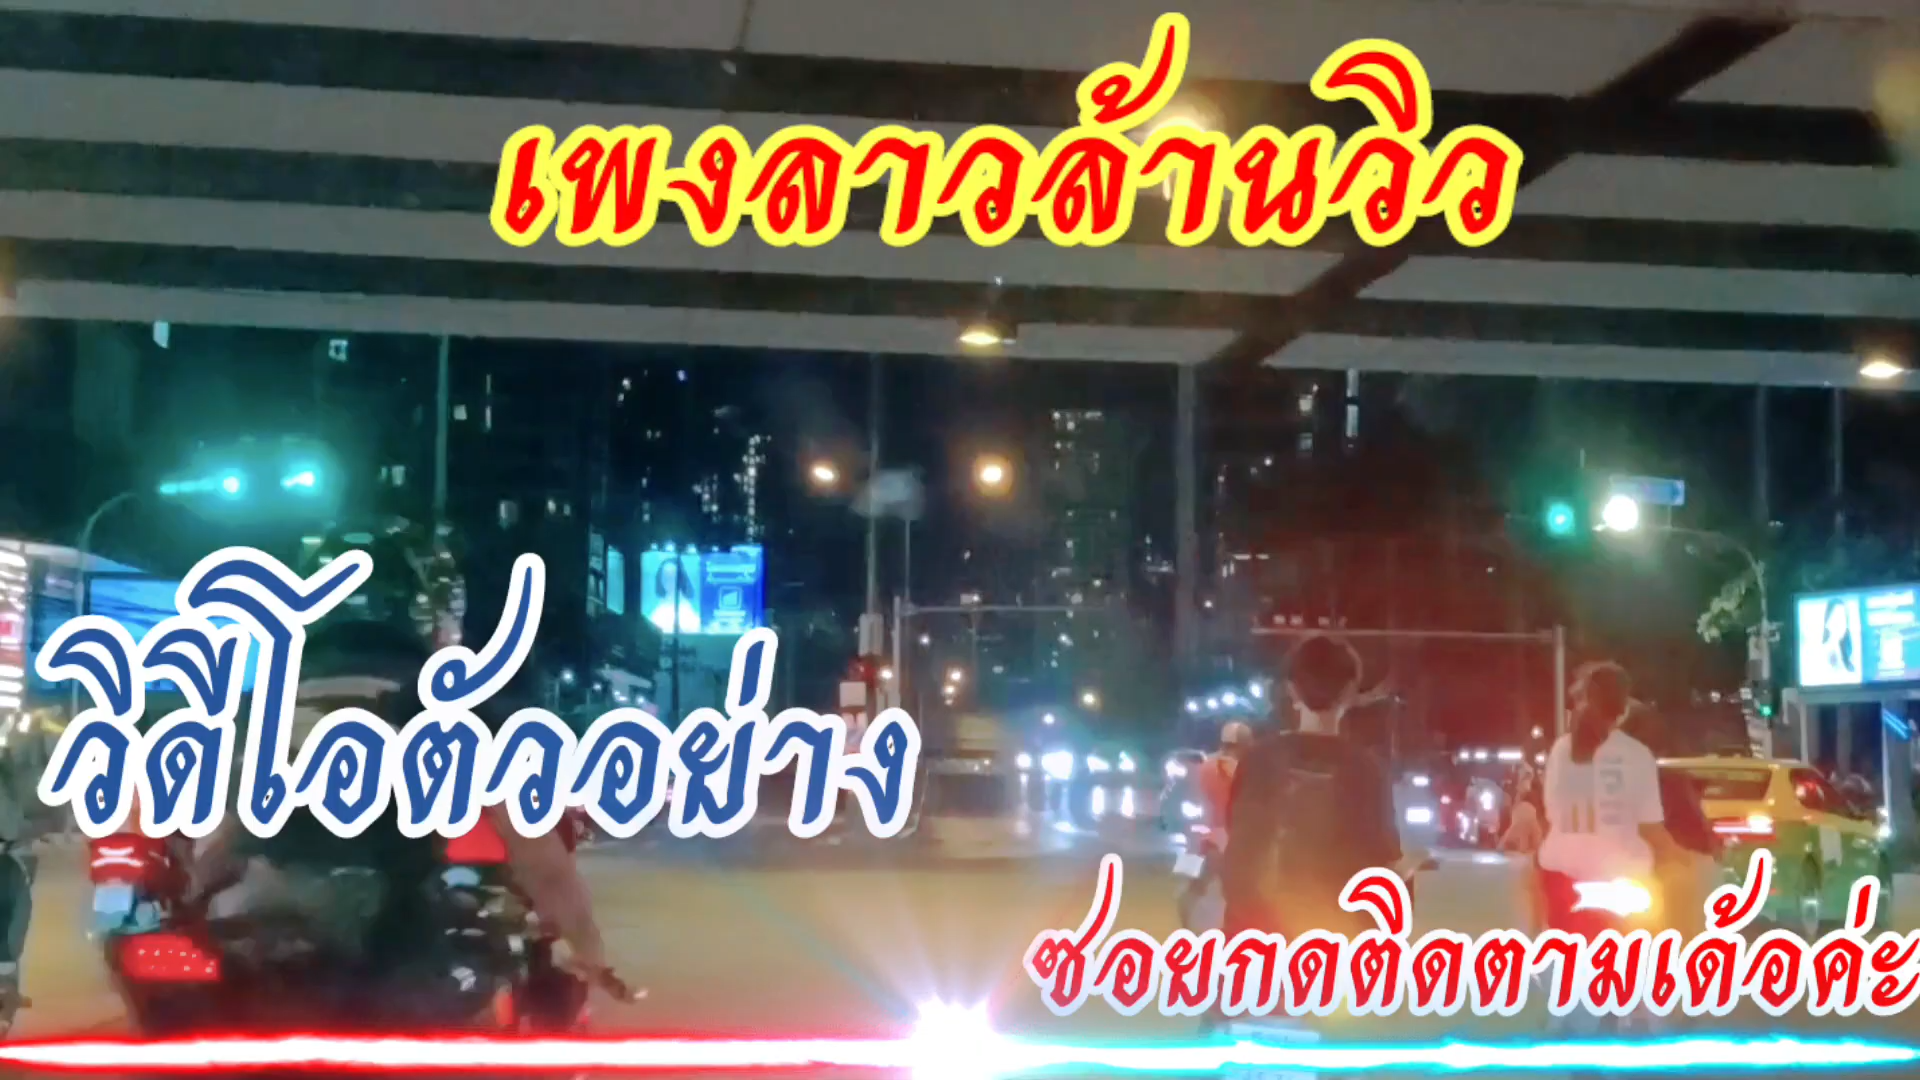 เพงลาวล้านวิว
วิดีโอตัวอย่าง
ซอยกดติดตามเด้อค่ะ